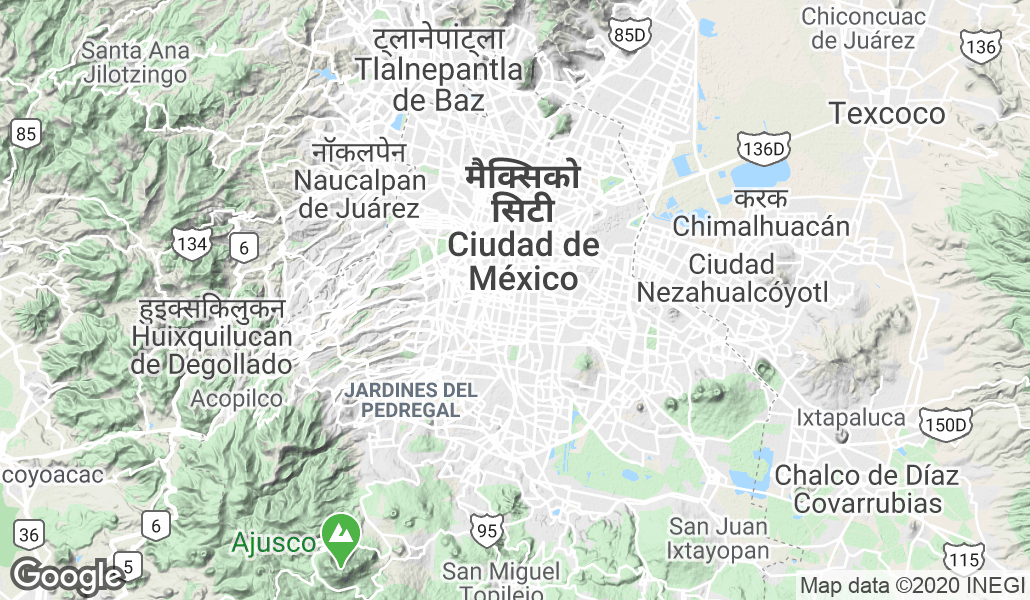 Chiconcuac
de Juárez
85D
136
ट्लानेपांट्ला
Tlalnepantla
de Baz
Santa Ana
Jilotzingo
Texcoco
85
136D
नॉकलपेन
Naucalpan
de Juárez
मैक्सिको
सिटी
Ciudad de
México
करक
Chimalhuacán
134
6
Ciudad
Nezahualcóyotl
हुइक्सकिलुकन
Huixquilucan
de Degollado
Acopilco
JARDINES DEL
PEDREGAL
Ixtapaluca
150D
coyoacac
Chalco de Díaz
Covarrubias
36
6
Ajusco
95
San Juan
Ixtayopan
115
5
San Miguel
Topilejo
Google
Map data ©2020 INEGI